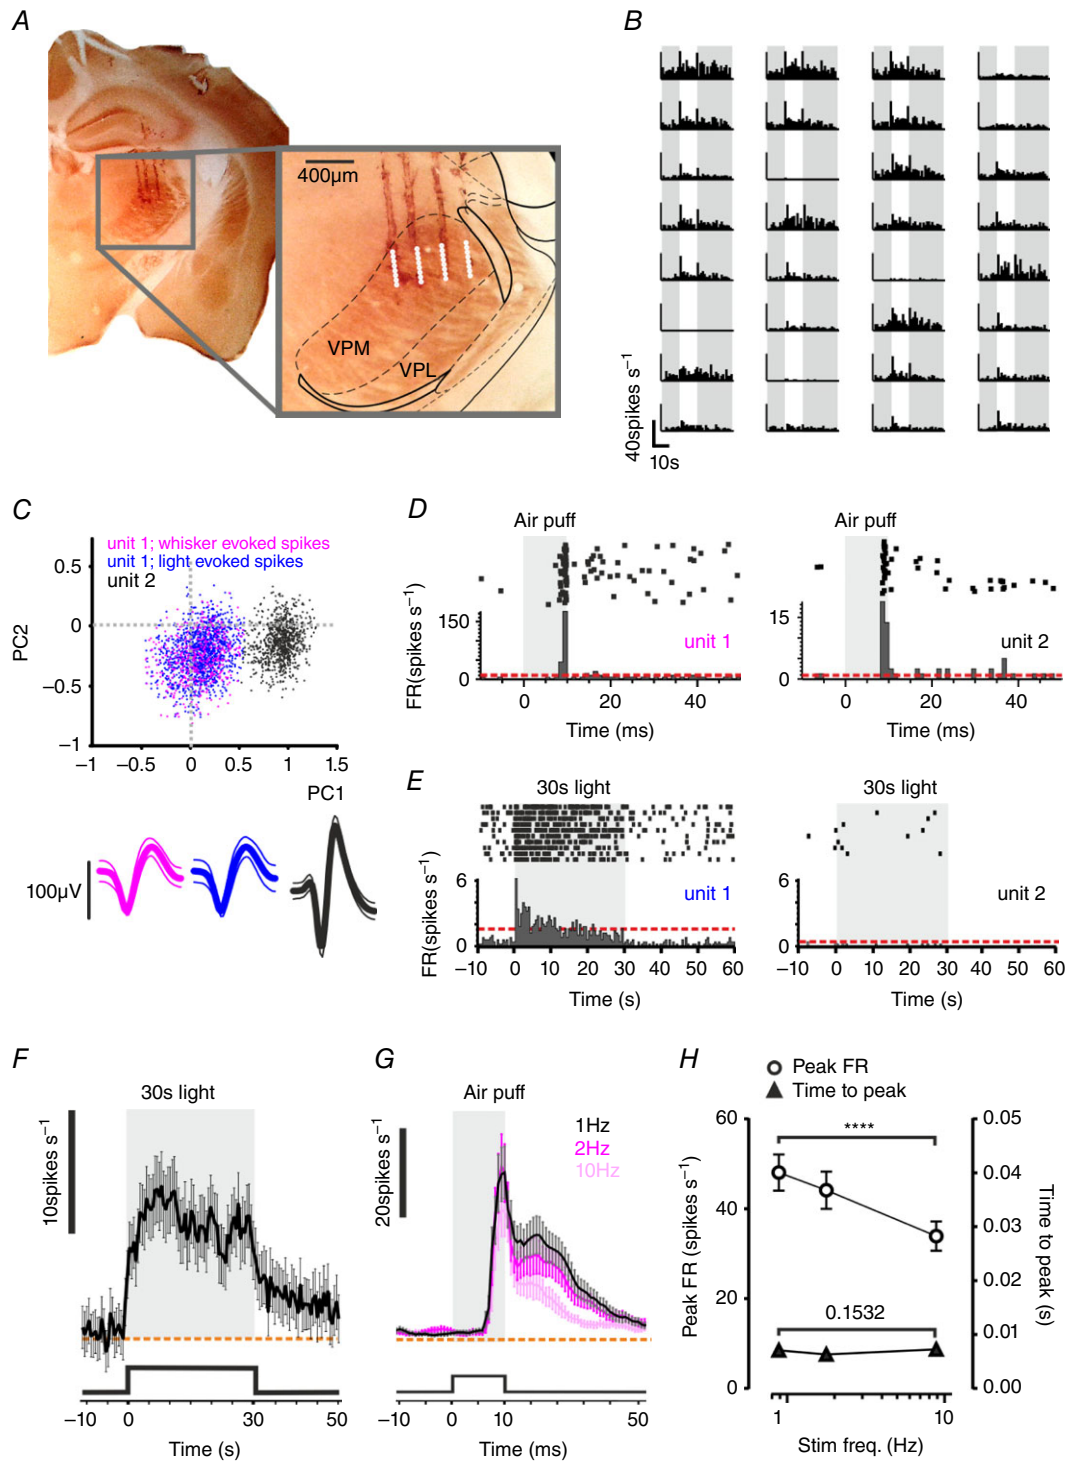 A
400µm
VPM
VPL
B
40spikes s⁻¹
10s
C
unit 1; whisker evoked spikes
unit 1; light evoked spikes
unit 2
PC2
0.5
0
−0.5
−1
−1 −0.5 0 0.5 1 1.5
PC1
100µV
D
Air puff
FR(spikes s⁻¹)
150
0
unit 1
0 20 40
Time (ms)
Air puff
15
0
unit 2
0 20 40
Time (ms)
E
30s light
FR(spikes s⁻¹)
6
0
unit 1
−10 0 10 20 30 40 50 60
Time (s)
30s light
6
0
unit 2
−10 0 10 20 30 40 50 60
Time (s)
F
30s light
10spikes s⁻¹
−10 0 30 50
Time (s)
G
Air puff
20spikes s⁻¹
1Hz
2Hz
10Hz
−10 0 10 50
Time (ms)
H
Peak FR
Time to peak
Peak FR (spikes s⁻¹)
60
40
20
0
****
0.1532
0.05
0.04
0.03
0.02
0.01
0.00
Time to peak (s)
1 10
Stim freq. (Hz)